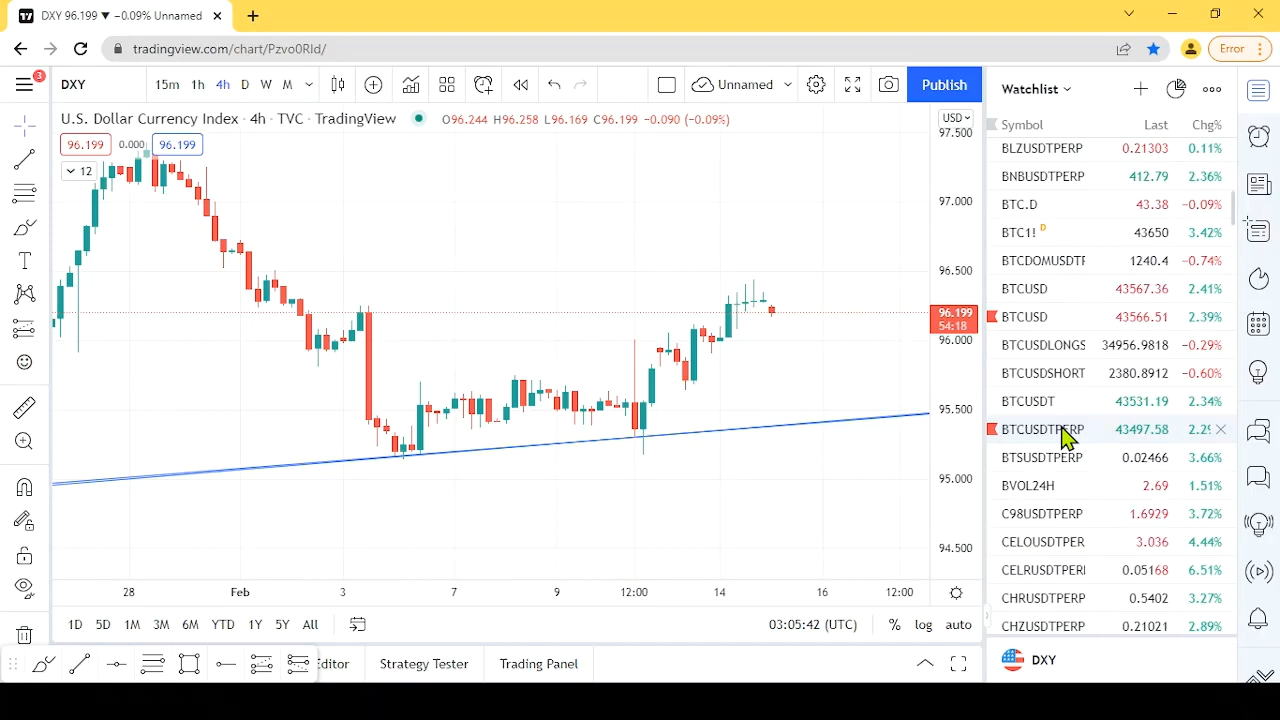 DXY 96.199 ▼ −0.09% Unnamed
tradingview.com/chart/Pzvo0RId/
Error
3
DXY 15m 1h 4h D W M
Unnamed
Publish
U.S. Dollar Currency Index · 4h · TVC · TradingView
O96.244 H96.258 L96.169 C96.199 −0.090 (−0.09%)
96.199 0.000 96.199
12
USD
97.500
97.000
96.500
96.199
54:18
96.000
95.500
95.000
94.500
28 Feb 3 7 9 12:00 14 16 12:00
1D 5D 1M 3M 6M YTD 1Y 5Y All
03:05:42 (UTC) % log auto
ditor Strategy Tester Trading Panel
Watchlist
Symbol Last Chg%
BLZUSDTPERP 0.21303 0.11%
BNBUSDTPERP 412.79 2.36%
BTC.D 43.38 −0.09%
BTC1! D 43650 3.42%
BTCDOMUSDTF 1240.4 −0.74%
BTCUSD 43567.36 2.41%
BTCUSD 43566.51 2.39%
BTCUSDLONGS 34956.9818 −0.29%
BTCUSDSHORT 2380.8912 −0.60%
BTCUSDT 43531.19 2.34%
BTCUSDTPERP 43497.58 2.29
BTSUSDTPERP 0.02466 3.66%
BVOL24H 2.69 1.51%
C98USDTPERP 1.6929 3.72%
CELOUSDTPER 3.036 4.44%
CELRUSDTPERI 0.05168 6.51%
CHRUSDTPERP 0.5402 3.27%
CHZUSDTPERP 0.21021 2.89%
DXY